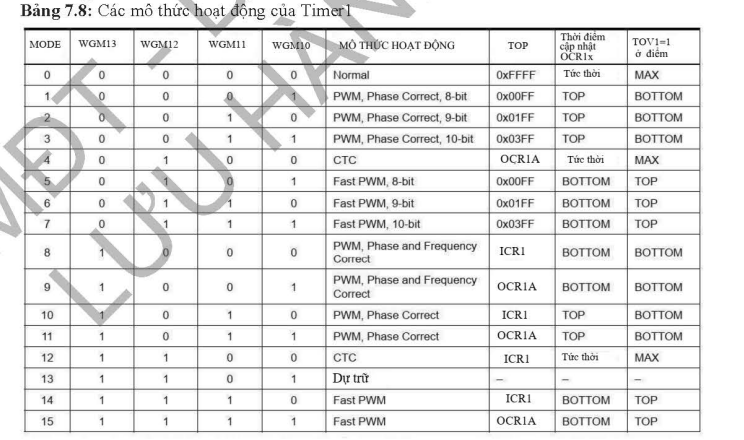 Bảng 7.8: Các mô thức hoạt động của Timer1
MODE WGM13 WGM12 WGM11 WGM10 MÔ THỨC HOẠT ĐỘNG TOP Thời điểm cập nhật OCR1x TOV1=1 ở điểm
0 0 0 0 0 Normal 0xFFFF Tức thời MAX
1 0 0 0 1 PWM, Phase Correct, 8-bit 0x00FF TOP BOTTOM
2 0 0 1 0 PWM, Phase Correct, 9-bit 0x01FF TOP BOTTOM
3 0 0 1 1 PWM, Phase Correct, 10-bit 0x03FF TOP BOTTOM
4 0 1 0 0 CTC OCR1A Tức thời MAX
5 0 1 0 1 Fast PWM, 8-bit 0x00FF BOTTOM TOP
6 0 1 1 0 Fast PWM, 9-bit 0x01FF BOTTOM TOP
7 0 1 1 1 Fast PWM, 10-bit 0x03FF BOTTOM TOP
8 1 0 0 0 PWM, Phase and Frequency Correct ICR1 BOTTOM BOTTOM
9 1 0 0 1 PWM, Phase and Frequency Correct OCR1A BOTTOM BOTTOM
10 1 0 1 0 PWM, Phase Correct ICR1 TOP BOTTOM
11 1 0 1 1 PWM, Phase Correct OCR1A TOP BOTTOM
12 1 1 0 0 CTC ICR1 Tức thời MAX
13 1 1 0 1 Dự trữ – – –
14 1 1 1 0 Fast PWM ICR1 BOTTOM TOP
15 1 1 1 1 Fast PWM OCR1A BOTTOM TOP
MĐT -
LƯU HÀN